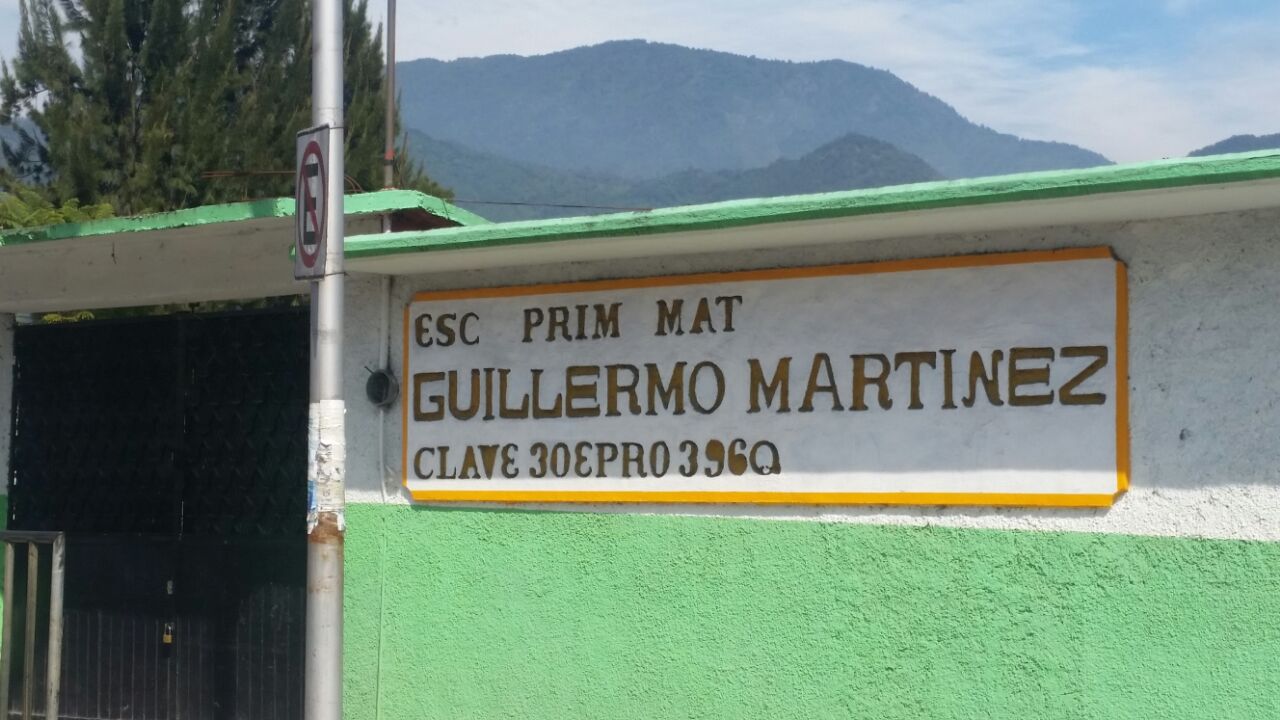 E
ESC PRIM MAT
GUILLERMO MARTINEZ
CLAVE 30EPR0396Q